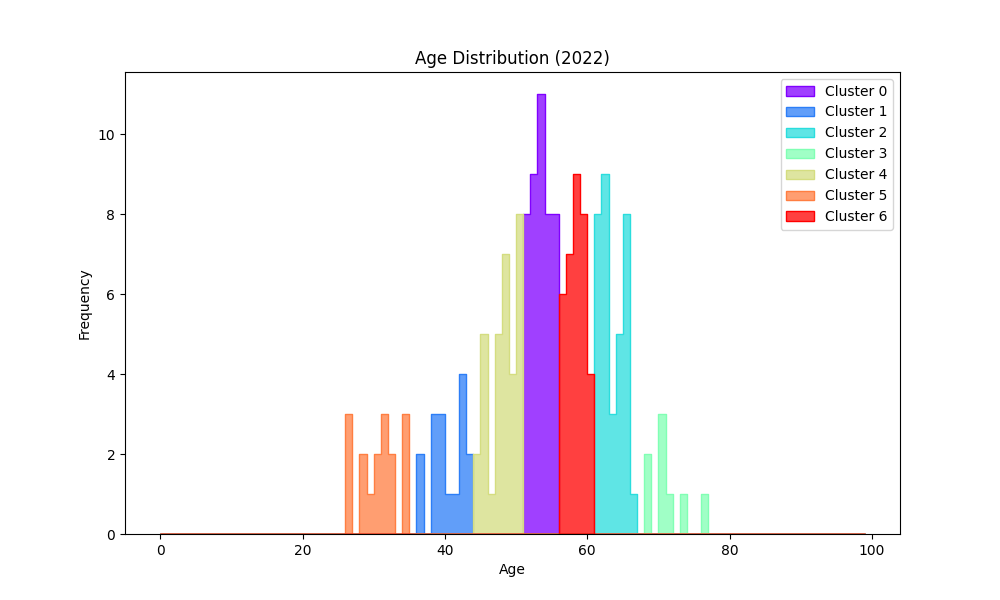 Age Distribution (2022)
Cluster 0
Cluster 1
Cluster 2
Cluster 3
Cluster 4
Cluster 5
Cluster 6
Frequency
10
8
6
4
2
0
0 20 40 60 80 100
Age